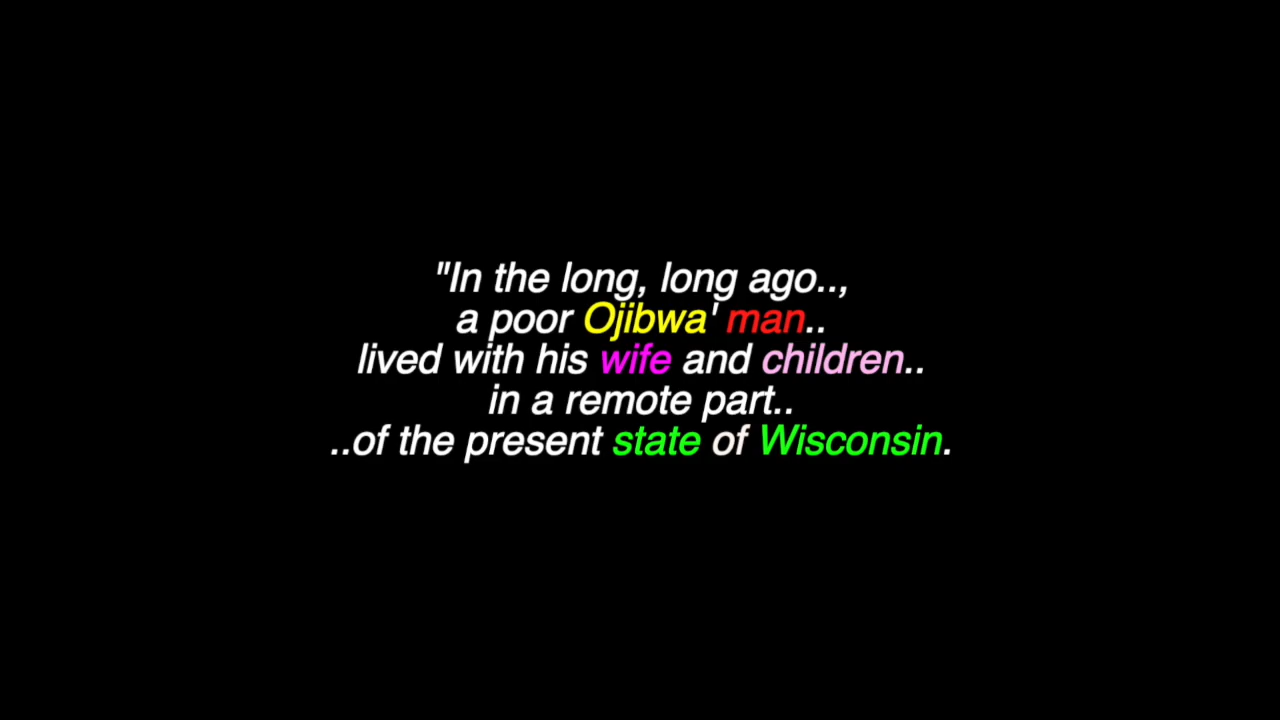 "In the long, long ago..,
a poor Ojibwa' man..
lived with his wife and children..
in a remote part..
..of the present state of Wisconsin.